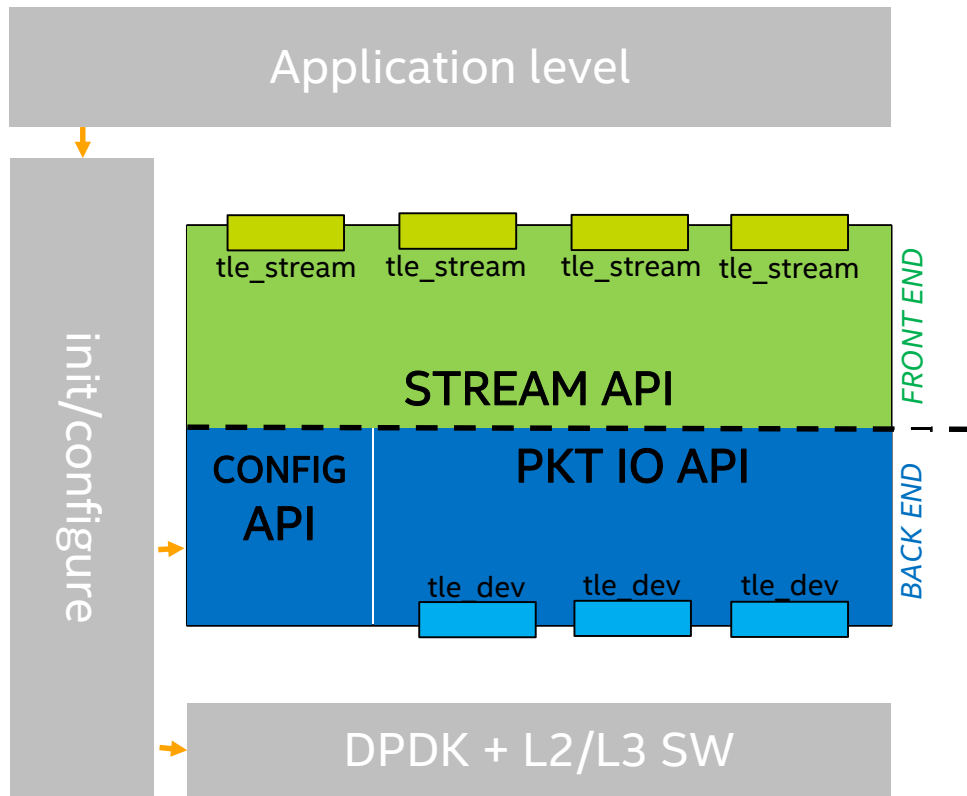 Application level
init/configure
tle_stream
tle_stream
tle_stream
tle_stream
FRONT END
STREAM API
CONFIG
API
PKT IO API
BACK END
tle_dev
tle_dev
tle_dev
DPDK + L2/L3 SW